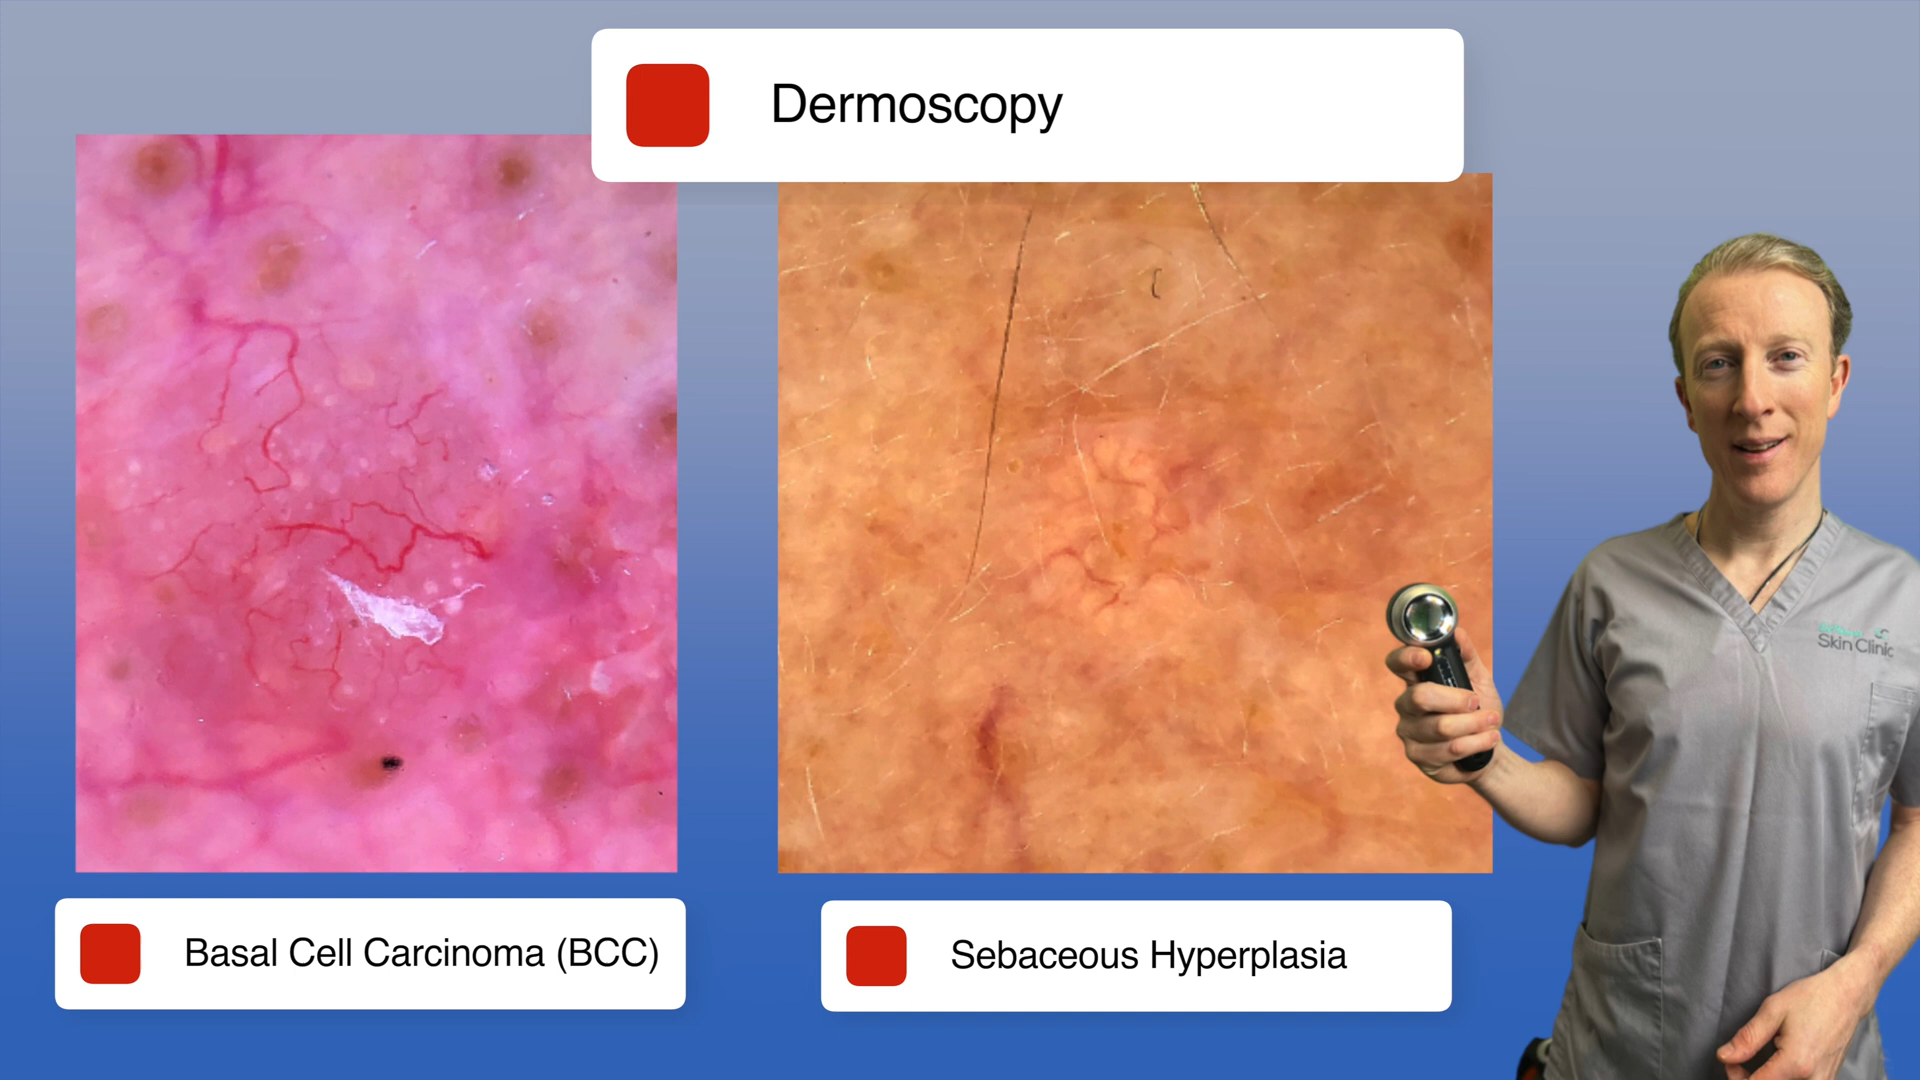 Dermoscopy
Basal Cell Carcinoma (BCC)
Sebaceous Hyperplasia
Skin Clinic